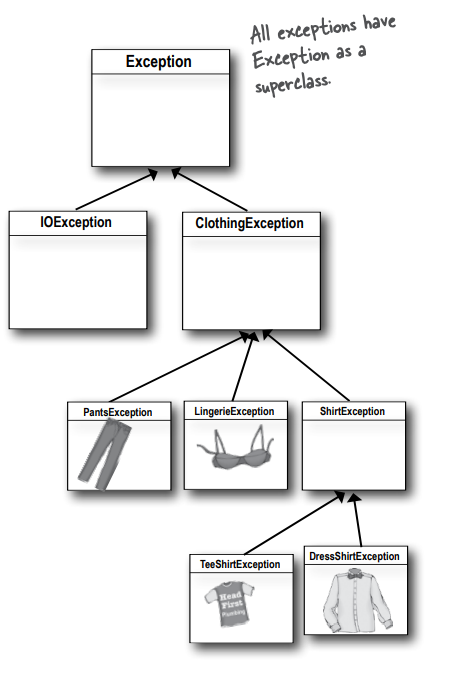 All exceptions have
Exception as a
superclass.
Exception
IOException
ClothingException
PantsException
LingerieException
ShirtException
TeeShirtException
DressShirtException
Head
First